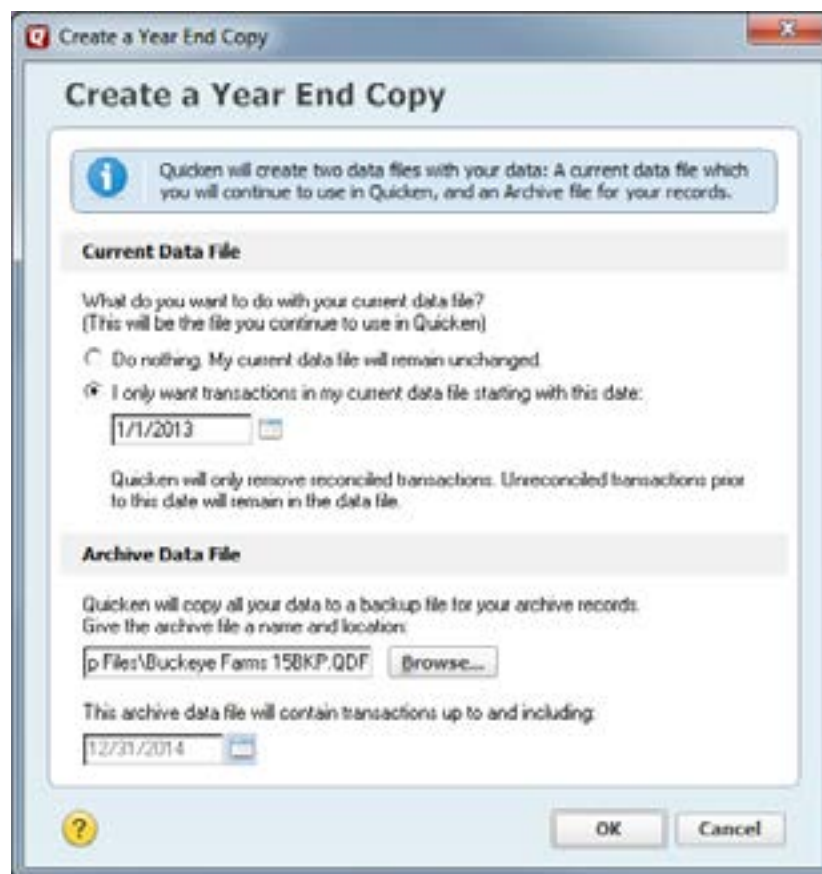 Create a Year End Copy
Create a Year End Copy
Quicken will create two data files with your data: A current data file which
you will continue to use in Quicken, and an Archive file for your records.
Current Data File
What do you want to do with your current data file?
(This will be the file you continue to use in Quicken)
Do nothing. My current data file will remain unchanged
I only want transactions in my current data file starting with this date:
1/1/2013
Quicken will only remove reconciled transactions. Unreconciled transactions prior
to this date will remain in the data file.
Archive Data File
Quicken will copy all your data to a backup file for your archive records.
Give the archive file a name and location:
p Files\Buckeye Farms 15BKP.QDF Browse...
This archive data file will contain transactions up to and including:
12/31/2014
? OK Cancel